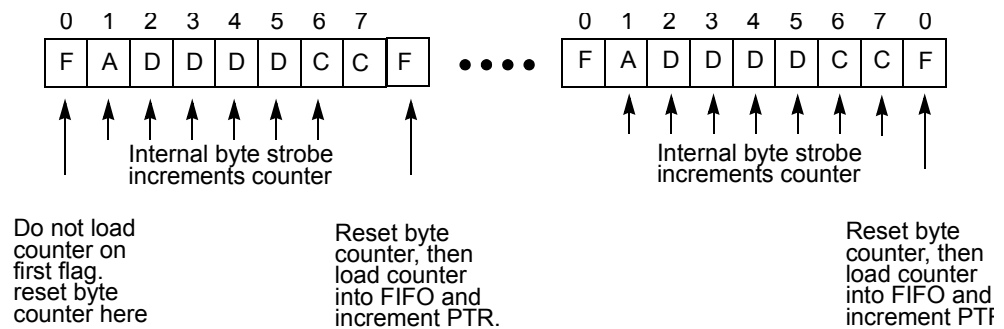 0 1 2 3 4 5 6 7 0 1 2 3 4 5 6 7 0
F A D D D D C C F •••• F A D D D D C C F
Internal byte strobe
increments counter
Internal byte strobe
increments counter
Do not load
counter on
first flag.
reset byte
counter here
Reset byte
counter, then
load counter
into FIFO and
increment PTR.
Reset byte
counter, then
load counter
into FIFO and
increment PTR